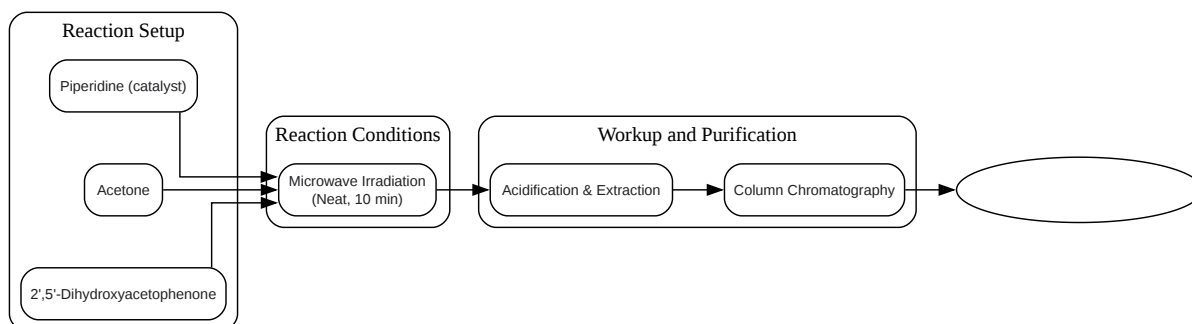 Reaction Setup
Piperidine (catalyst)
Acetone
2',5'-Dihydroxyacetophenone
Reaction Conditions
Microwave Irradiation
(Neat, 10 min)
Workup and Purification
Acidification & Extraction
Column Chromatography